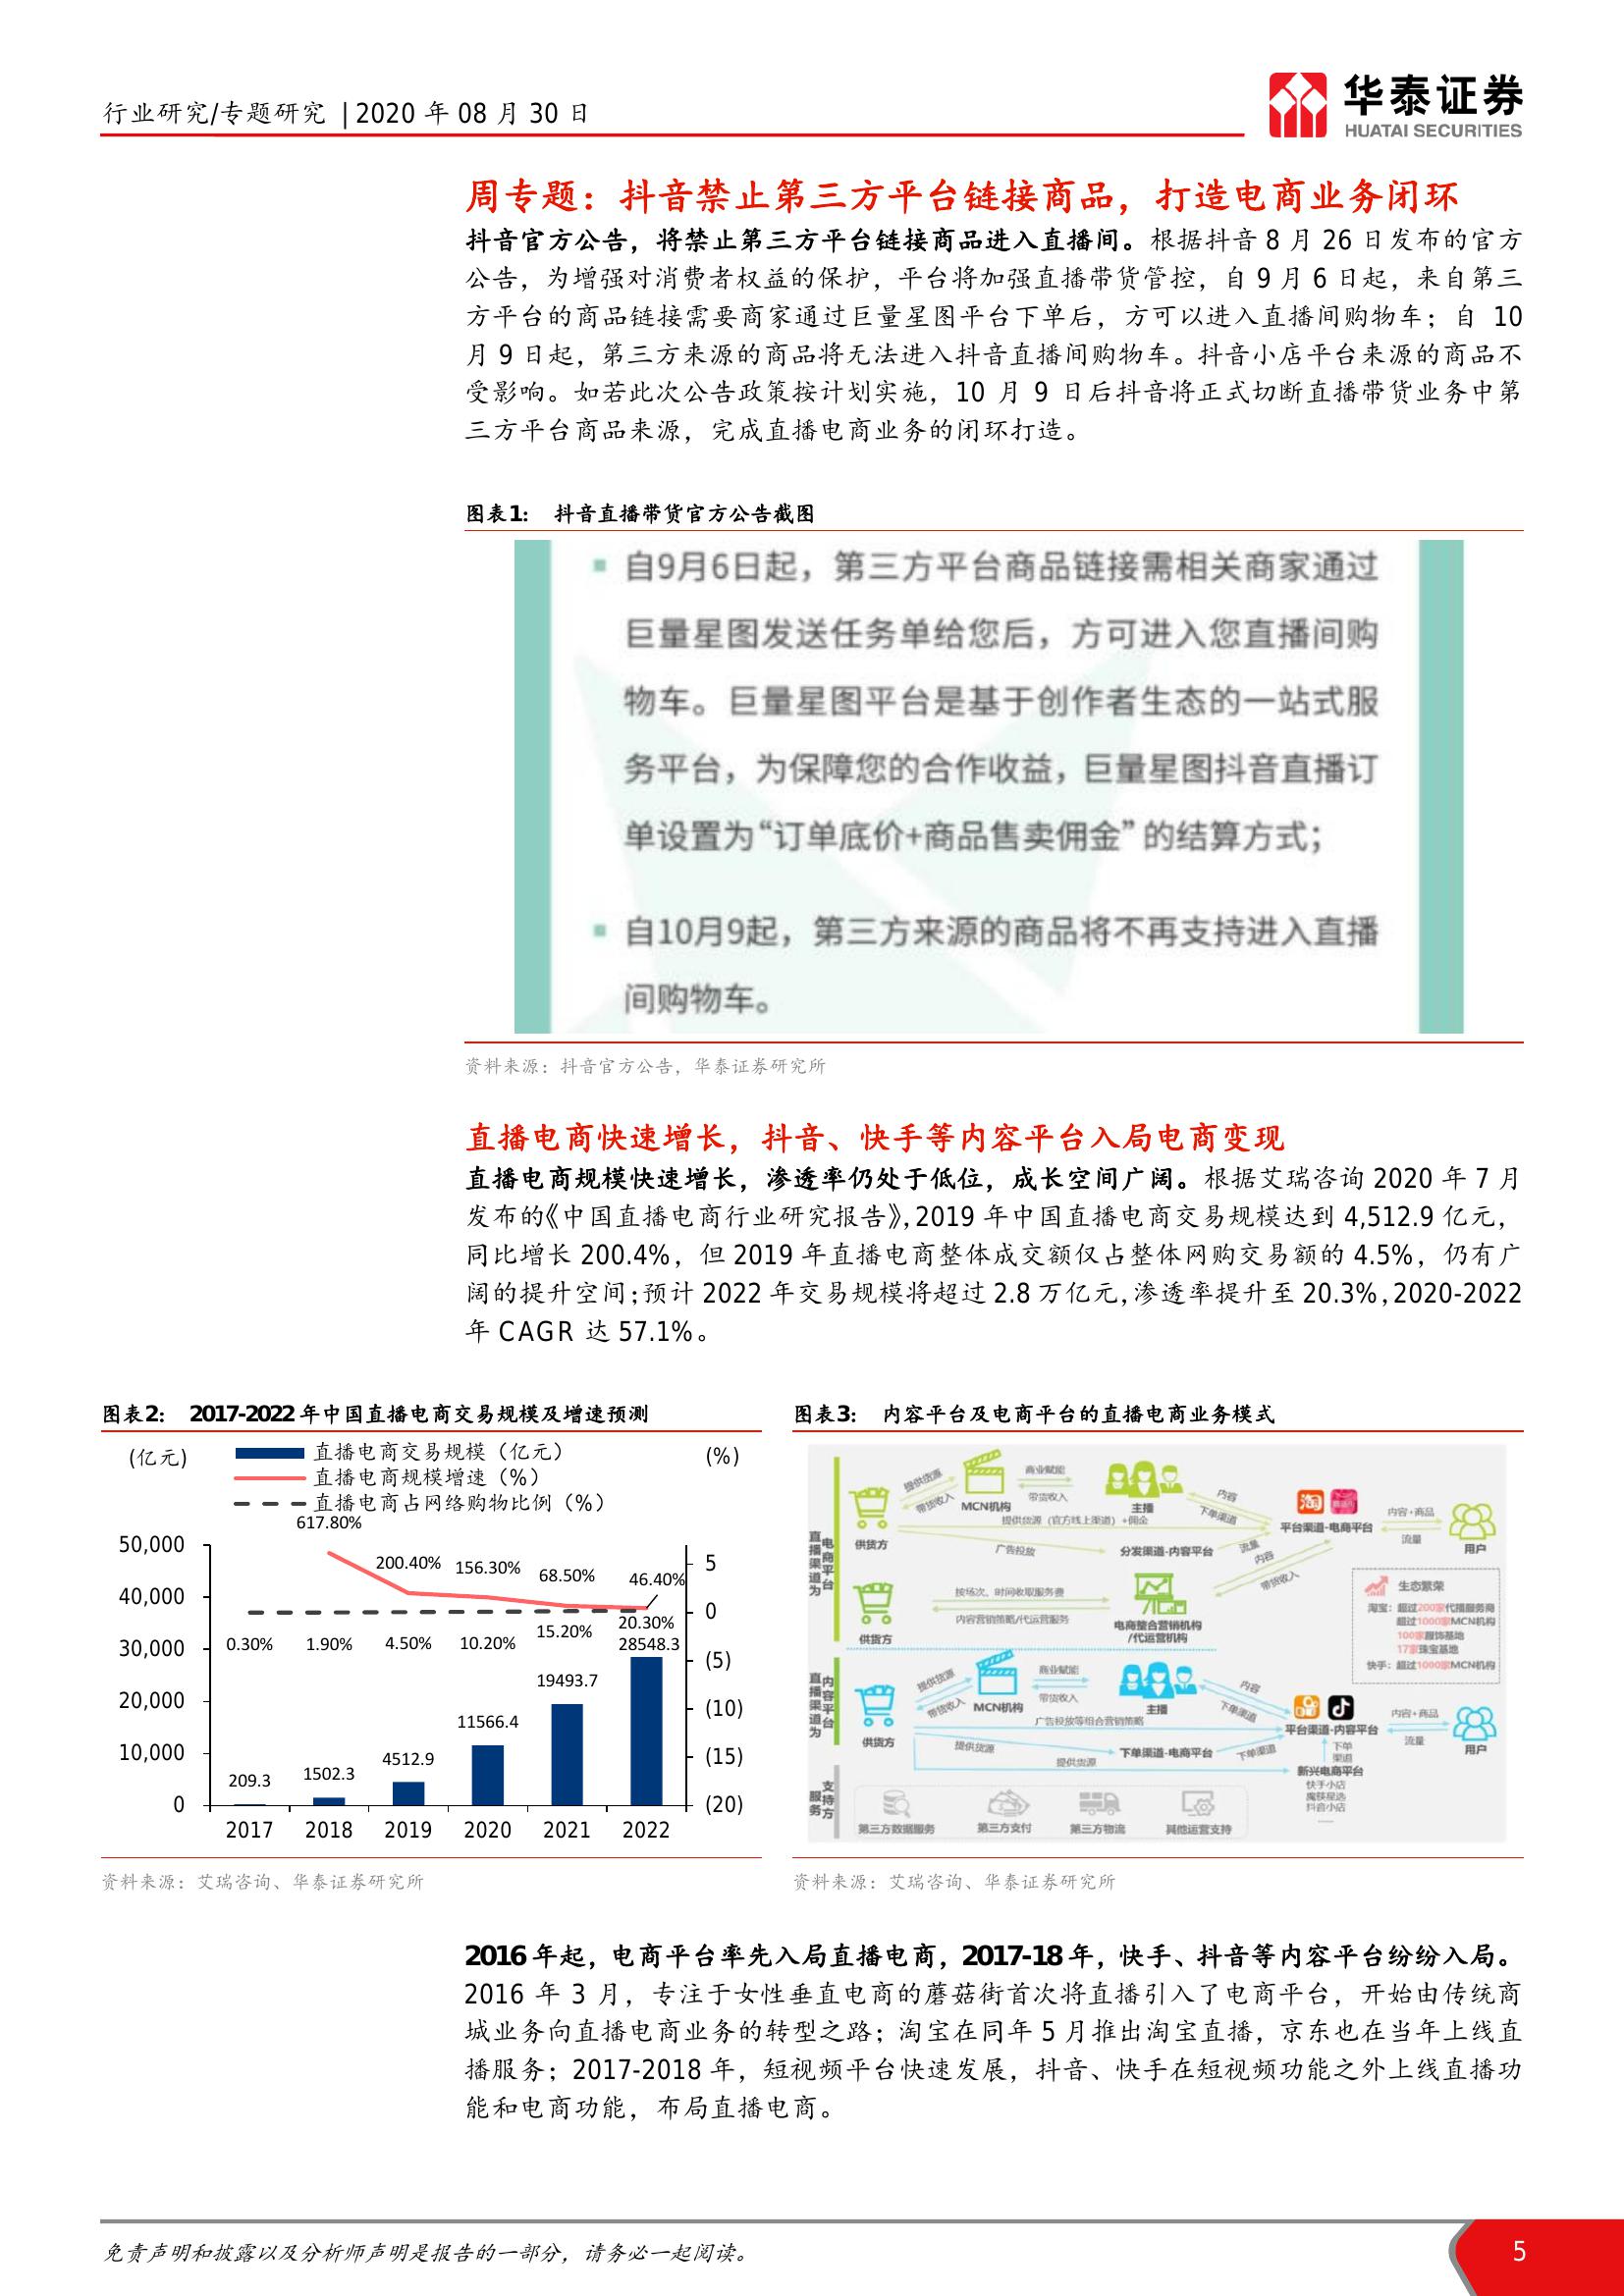 行业研究/专题研究 | 2020 年 08 月 30 日
华泰证券
HUATAI SECURITIES
周专题：抖音禁止第三方平台链接商品，打造电商业务闭环
抖音官方公告，将禁止第三方平台链接商品进入直播间。根据抖音 8 月 26 日发布的官方
公告，为增强对消费者权益的保护，平台将加强直播带货管控，自 9 月 6 日起，来自第三
方平台的商品链接需要商家通过巨量星图平台下单后，方可以进入直播间购物车；自 10
月 9 日起，第三方来源的商品将无法进入抖音直播间购物车。抖音小店平台来源的商品不
受影响。如若此次公告政策按计划实施，10 月 9 日后抖音将正式切断直播带货业务中第
三方平台商品来源，完成直播电商业务的闭环打造。
图表1： 抖音直播带货官方公告截图
自9月6日起，第三方平台商品链接需相关商家通过
巨量星图发送任务单给您后，方可进入您直播间购
物车。巨量星图平台是基于创作者生态的一站式服
务平台，为保障您的合作收益，巨量星图抖音直播订
单设置为“订单底价+商品售卖佣金”的结算方式；
自10月9起，第三方来源的商品将不再支持进入直播
间购物车。
资料来源：抖音官方公告，华泰证券研究所
直播电商快速增长，抖音、快手等内容平台入局电商变现
直播电商规模快速增长，渗透率仍处于低位，成长空间广阔。根据艾瑞咨询 2020 年 7 月
发布的《中国直播电商行业研究报告》，2019 年中国直播电商交易规模达到 4,512.9 亿元，
同比增长 200.4%，但 2019 年直播电商整体成交额仅占整体网购交易额的 4.5%，仍有广
阔的提升空间；预计 2022 年交易规模将超过 2.8 万亿元，渗透率提升至 20.3%，2020-2022
年 CAGR 达 57.1%。
图表2： 2017-2022 年中国直播电商交易规模及增速预测
(亿元)
直播电商交易规模（亿元）
(%)
直播电商规模增速（%）
直播电商占网络购物比例（%）
617.80%
200.40%
156.30%
68.50%
46.40%
0.30%
1.90%
4.50%
10.20%
15.20%
20.30%
209.3
1502.3
4512.9
11566.4
19493.7
28548.3
50,000
40,000
30,000
20,000
10,000
0
5
0
(5)
(10)
(15)
(20)
2017 2018 2019 2020 2021 2022
资料来源：艾瑞咨询、华泰证券研究所
图表3： 内容平台及电商平台的直播电商业务模式
直播渠道为
电商平台
供货方
提供货源
带货收入
MCN机构
商业赋能
带货收入
主播
内容
下单渠道
提供货源（官方线上渠道）+佣金
广告投放
分发渠道-内容平台
流量
内容
带货收入
淘
平台渠道-电商平台
内容+商品
流量
用户
供货方
按场次、时间收取服务费
内容营销策略/代运营服务
电商整合营销机构
/代运营机构
生态繁荣
淘宝：超过200家代播服务商
超过1000家MCN机构
100家服饰基地
17家珠宝基地
快手：超过1000家MCN机构
直播渠道为
内容平台
供货方
提供货源
带货收入
MCN机构
商业赋能
带货收入
主播
内容
下单渠道
广告投放等组合营销策略
提供货源
下单渠道-电商平台
下单渠道
提供货源
平台渠道-内容平台
内容+商品
流量
用户
下单
渠道
新兴电商平台
快手小店
魔筷星选
抖音小店
......
服务
支持方
第三方数据服务
第三方支付
第三方物流
其他运营支持
资料来源：艾瑞咨询、华泰证券研究所
2016 年起，电商平台率先入局直播电商，2017-18 年，快手、抖音等内容平台纷纷入局。
2016 年 3 月，专注于女性垂直电商的蘑菇街首次将直播引入了电商平台，开始由传统商
城业务向直播电商业务的转型之路；淘宝在同年 5 月推出淘宝直播，京东也在当年上线直
播服务；2017-2018 年，短视频平台快速发展，抖音、快手在短视频功能之外上线直播功
能和电商功能，布局直播电商。
免责声明和披露以及分析师声明是报告的一部分，请务必一起阅读。
5